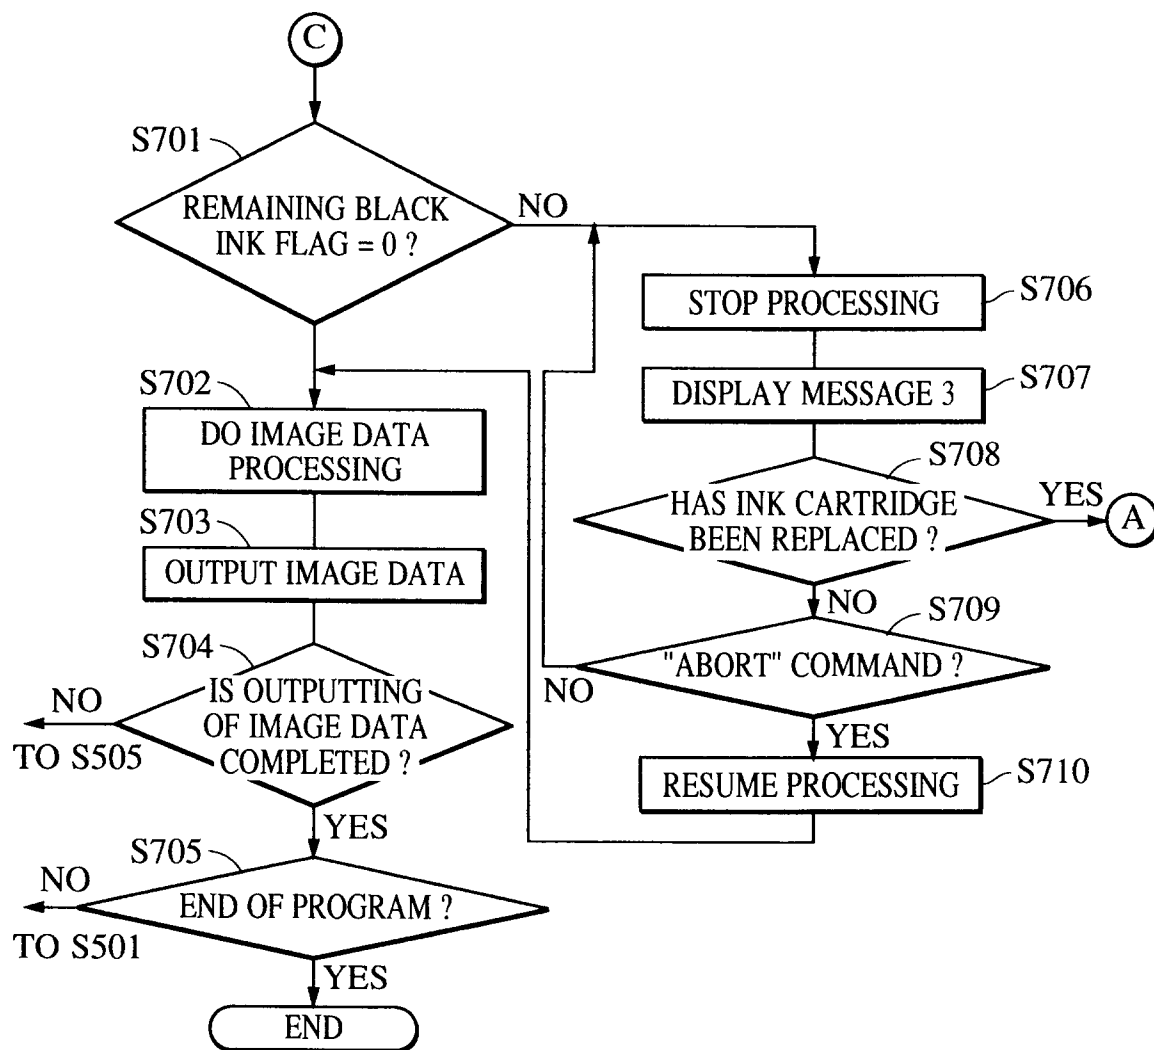 C
S701
REMAINING BLACK
INK FLAG = 0 ?
NO
STOP PROCESSING
S706
DISPLAY MESSAGE 3
S707
S702
DO IMAGE DATA
PROCESSING
S708
HAS INK CARTRIDGE
BEEN REPLACED ?
YES
A
NO
S703
OUTPUT IMAGE DATA
S709
"ABORT" COMMAND ?
NO
YES
S704
IS OUTPUTTING
OF IMAGE DATA
COMPLETED ?
NO
TO S505
YES
RESUME PROCESSING
S710
S705
END OF PROGRAM ?
NO
TO S501
YES
END